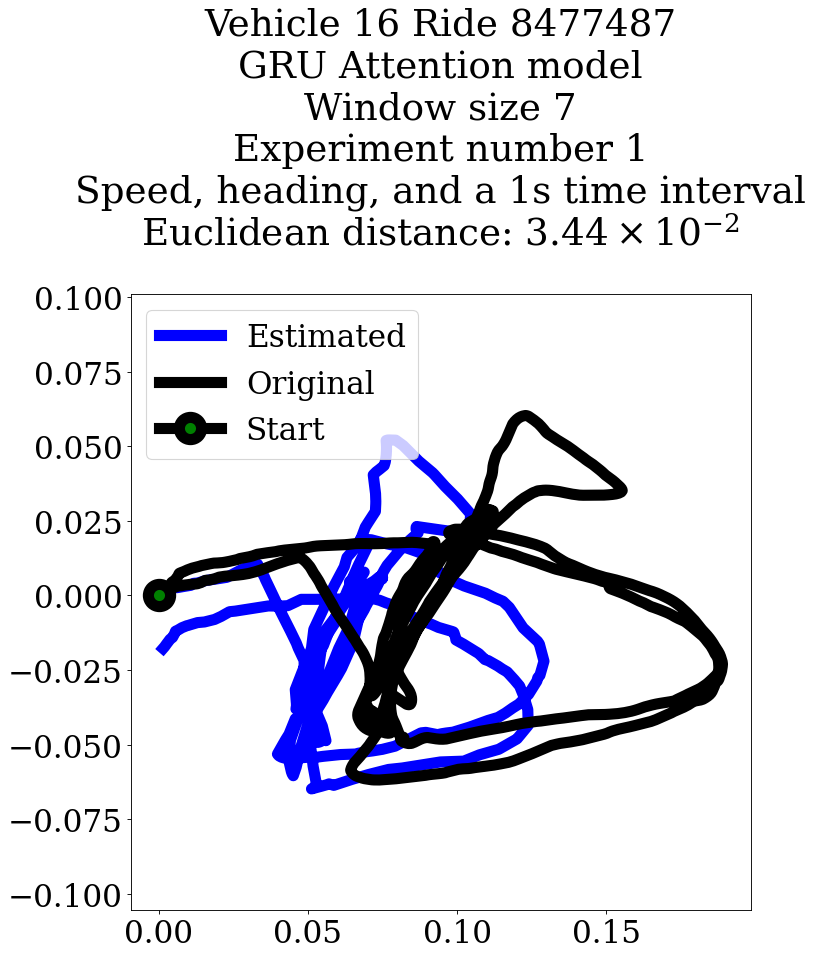 Vehicle 16 Ride 8477487
GRU Attention model
Window size 7
Experiment number 1
Speed, heading, and a 1s time interval
Euclidean distance: 3.44 × 10⁻²
0.100
0.075
0.050
0.025
0.000
−0.025
−0.050
−0.075
−0.100
Estimated
Original
Start
0.00 0.05 0.10 0.15